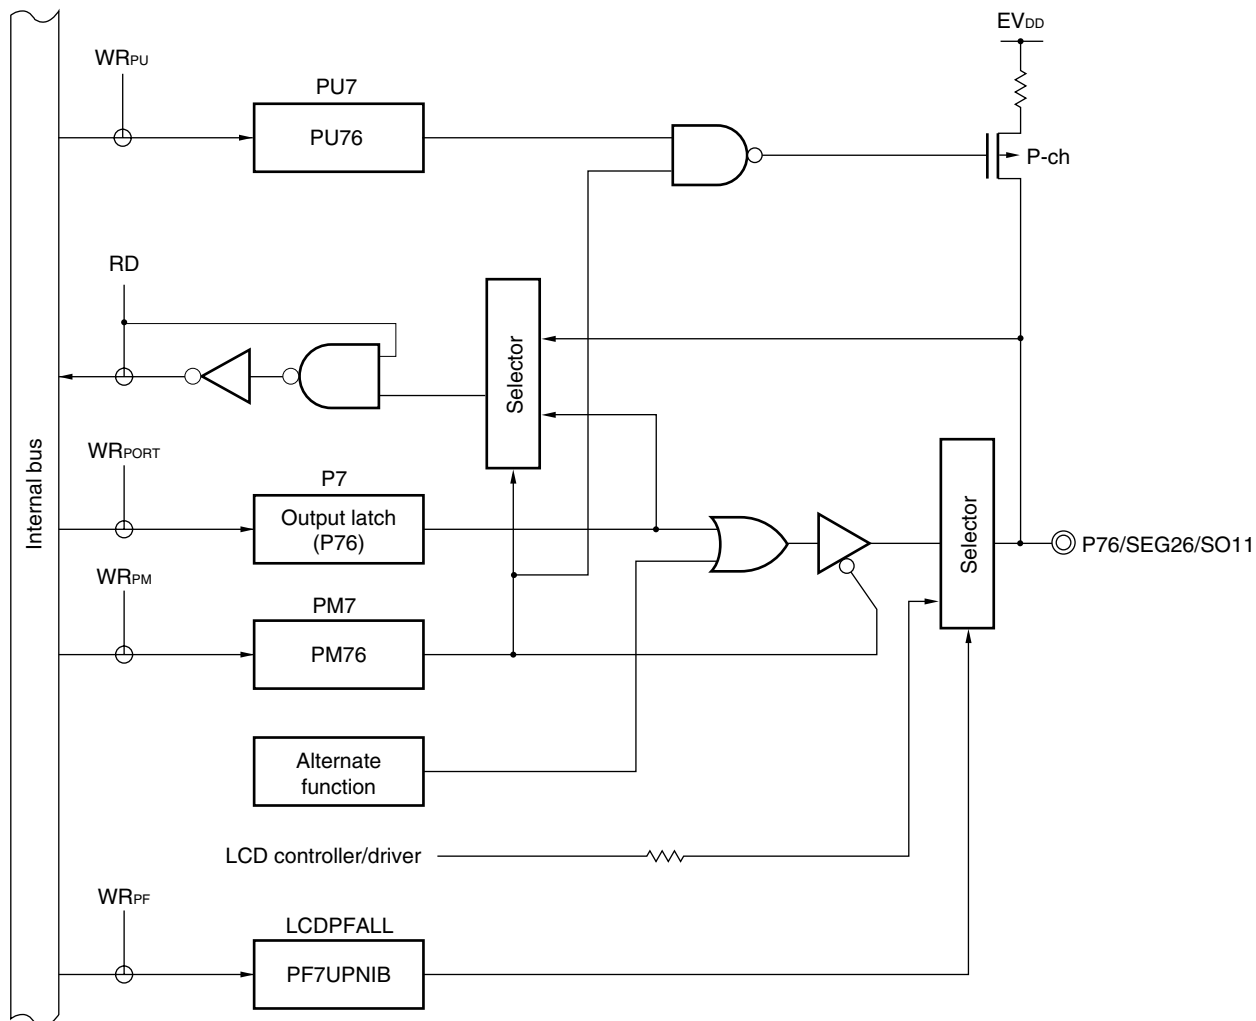 EVDD
WRPU
PU7
PU76
P-ch
RD
Selector
Internal bus
WRPORT
P7
Output latch
(P76)
Selector
P76/SEG26/SO11
WRPM
PM7
PM76
Alternate
function
LCD controller/driver
WRPF
LCDPFALL
PF7UPNIB